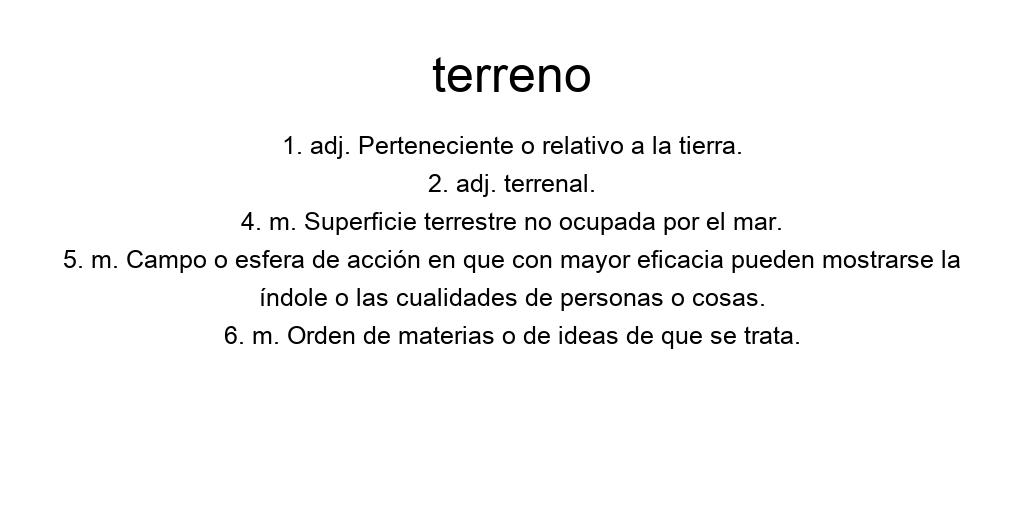 terreno
1. adj. Perteneciente o relativo a la tierra.
2. adj. terrenal.
4. m. Superficie terrestre no ocupada por el mar.
5. m. Campo o esfera de acción en que con mayor eficacia pueden mostrarse la
índole o las cualidades de personas o cosas.
6. m. Orden de materias o de ideas de que se trata.